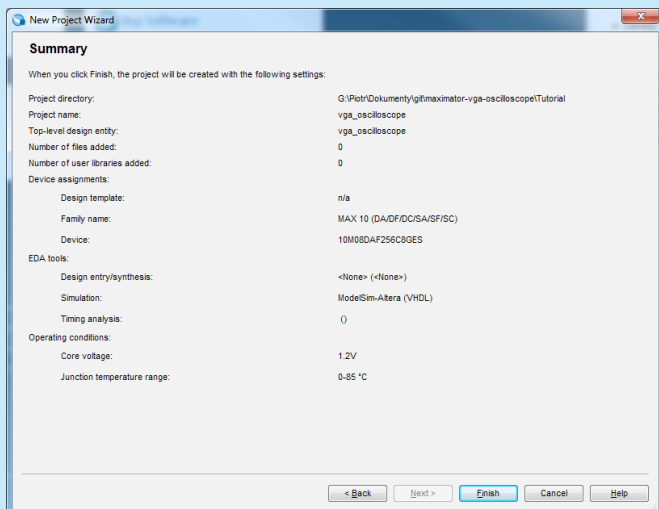 New Project Wizard
Summary
When you click Finish, the project will be created with the following settings:
Project directory: G:\Piotr\Dokumenty\git\maximator-vga-oscilloscope\Tutorial
Project name: vga_oscilloscope
Top-level design entity: vga_oscilloscope
Number of files added: 0
Number of user libraries added: 0
Device assignments:
Design template: n/a
Family name: MAX 10 (DA/DF/DC/SA/SF/SC)
Device: 10M08DAF256C8GES
EDA tools:
Design entry/synthesis: <None> (<None>)
Simulation: ModelSim-Altera (VHDL)
Timing analysis: ()
Operating conditions:
Core voltage: 1.2V
Junction temperature range: 0-85 °C
< Back Next > Finish Cancel Help